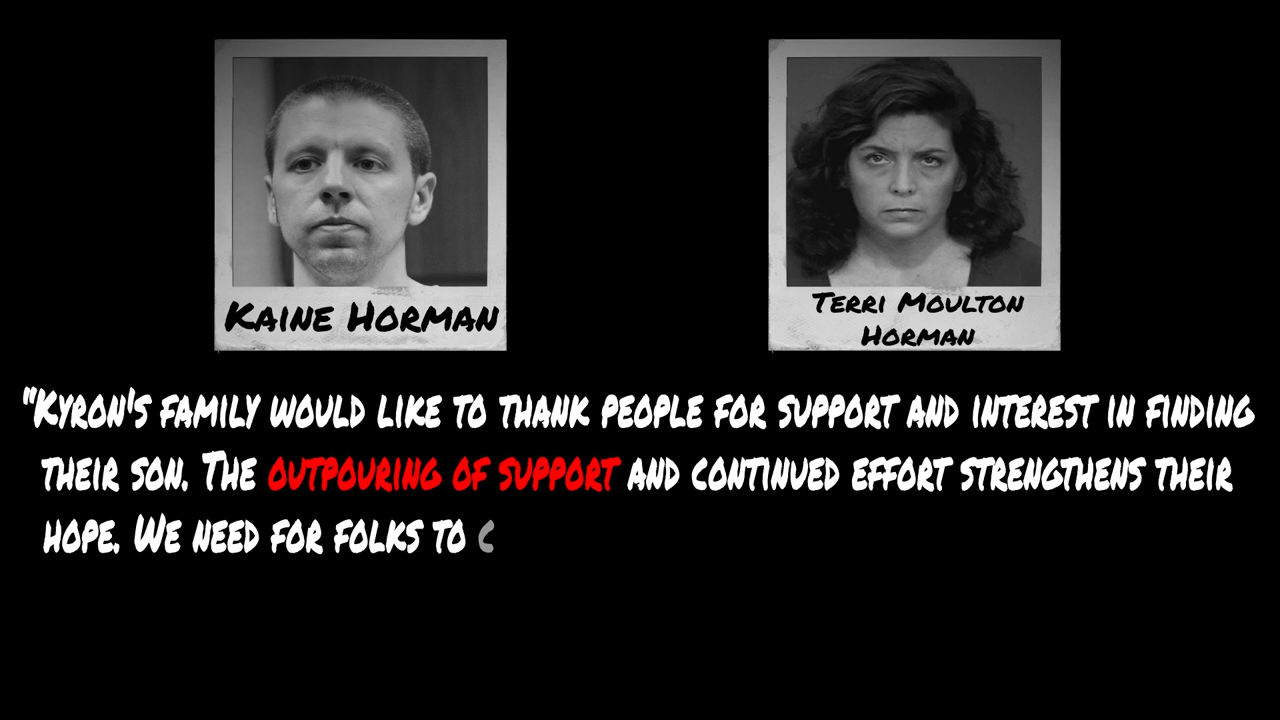 Kaine Horman
Terri Moulton
Horman
"Kyron's family would like to thank people for support and interest in finding
their son. The outpouring of support and continued effort strengthens their
hope. We need for folks to c